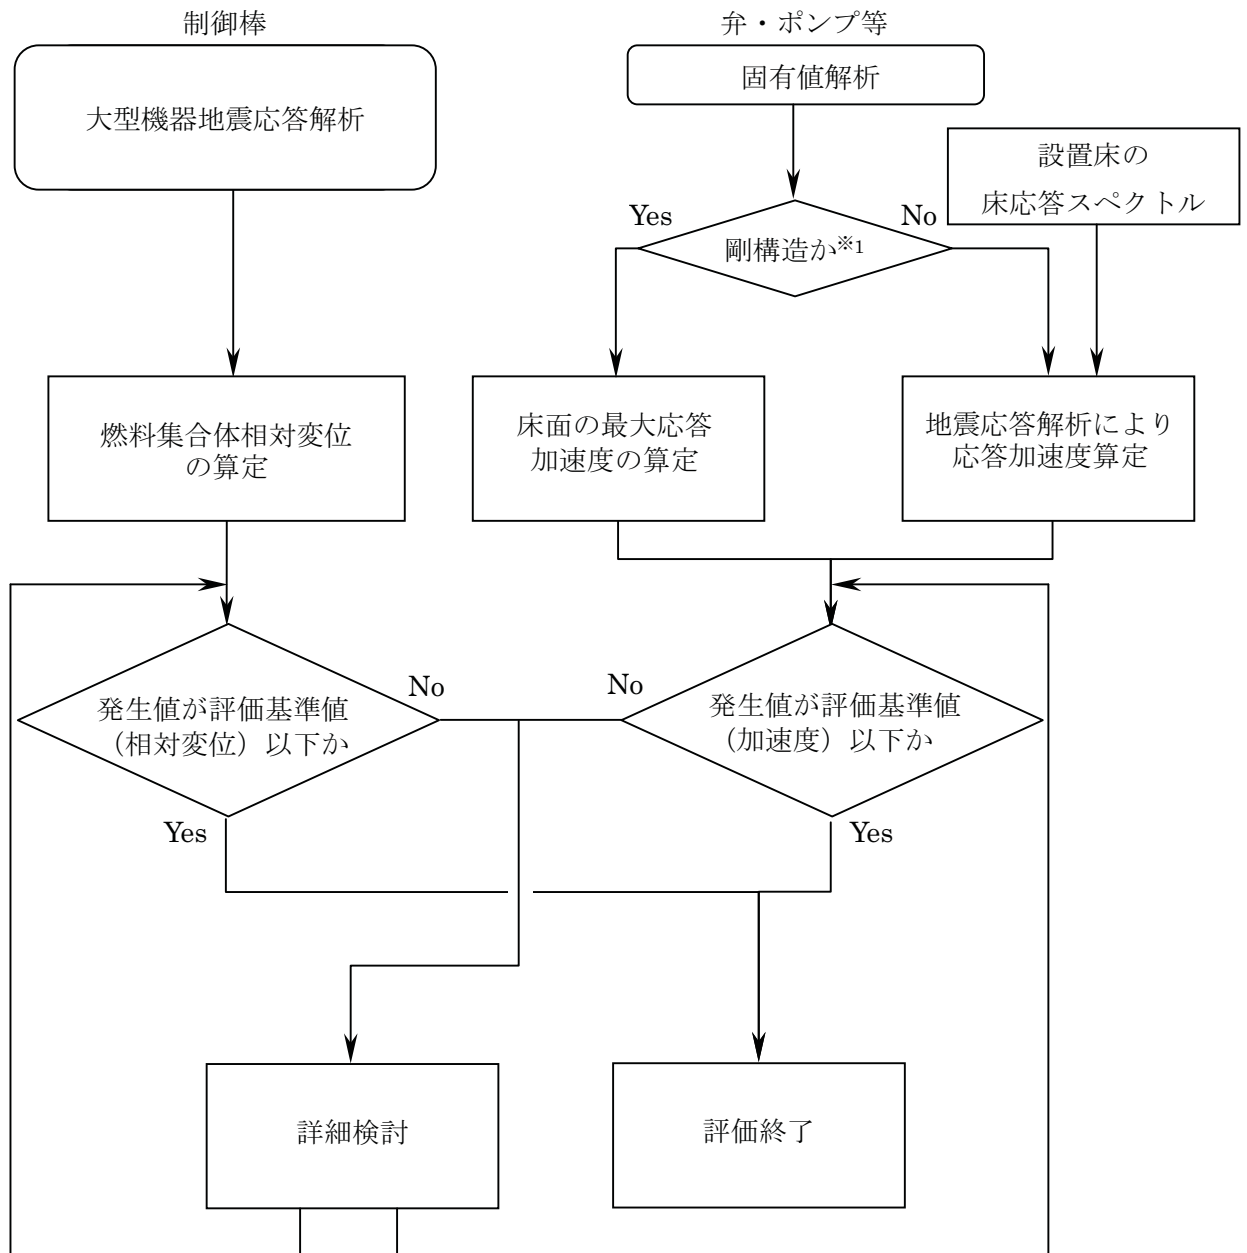 制御棒
弁・ポンプ等
大型機器地震応答解析
固有値解析
設置床の
床応答スペクトル
Yes
No
剛構造か※1
燃料集合体相対変位
の算定
床面の最大応答
加速度の算定
地震応答解析により
応答加速度算定
発生値が評価基準値
（相対変位）以下か
No
Yes
No
発生値が評価基準値
（加速度）以下か
Yes
詳細検討
評価終了